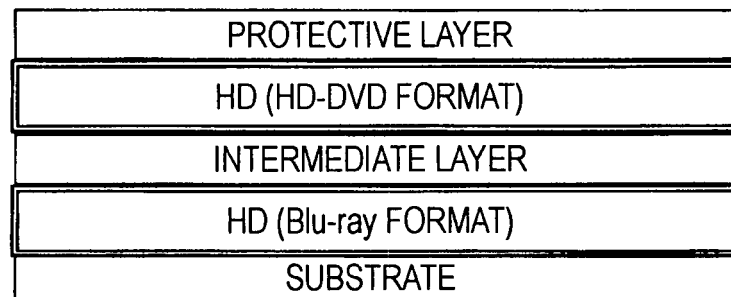 PROTECTIVE LAYER
HD (HD-DVD FORMAT)
INTERMEDIATE LAYER
HD (Blu-ray FORMAT)
SUBSTRATE